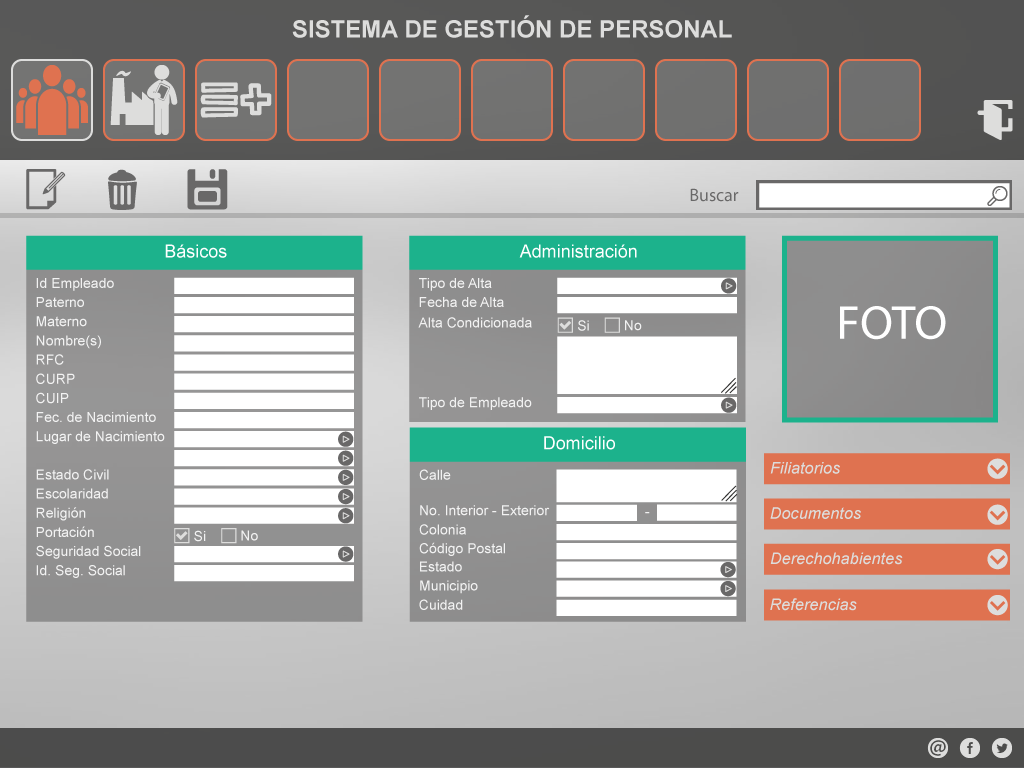 SISTEMA DE GESTIÓN DE PERSONAL
Buscar
Básicos
Id Empleado
Paterno
Materno
Nombre(s)
RFC
CURP
CUIP
Fec. de Nacimiento
Lugar de Nacimiento
Estado Civil
Escolaridad
Religión
Portación Si No
Seguridad Social
Id. Seg. Social
Administración
Tipo de Alta
Fecha de Alta
Alta Condicionada Si No
Tipo de Empleado
Domicilio
Calle
No. Interior - Exterior -
Colonia
Código Postal
Estado
Municipio
Cuidad
FOTO
Filiatorios
Documentos
Derechohabientes
Referencias
@ f